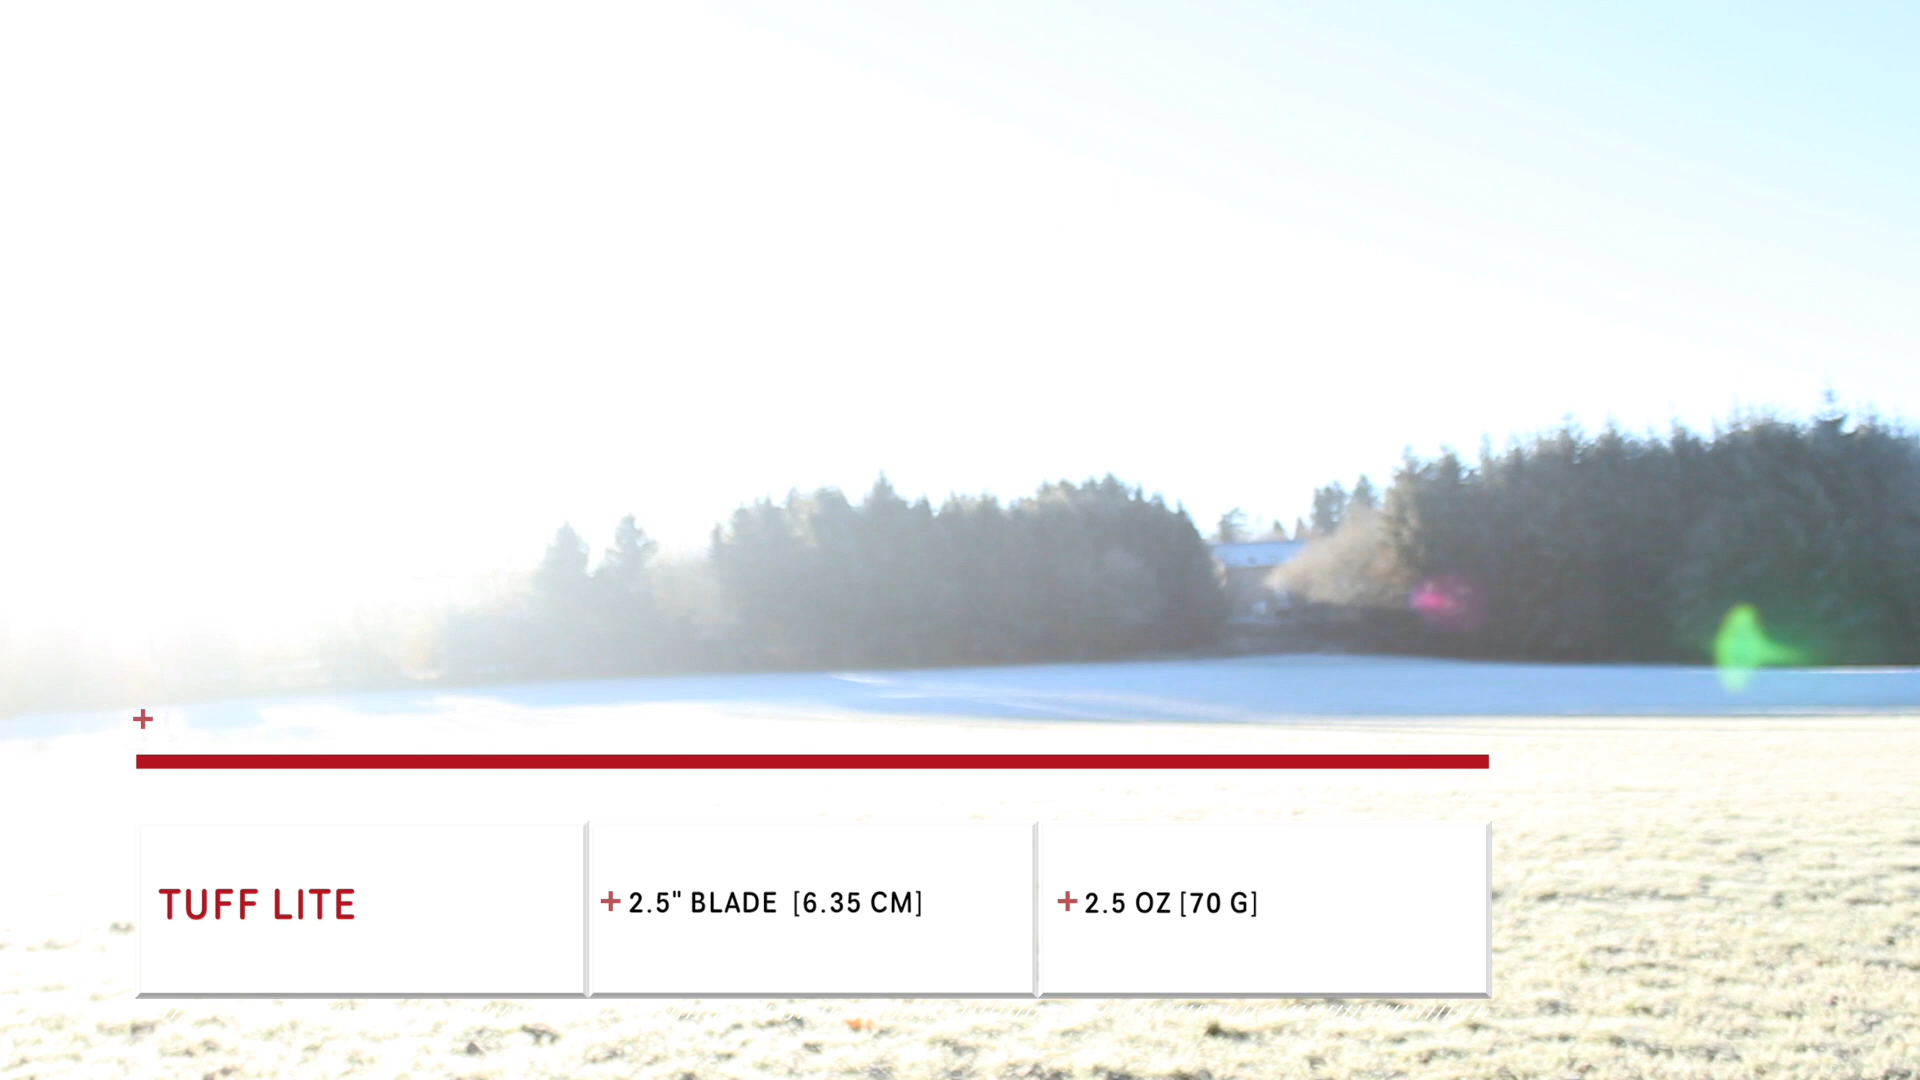 +
TUFF LITE
+ 2.5" BLADE [6.35 CM]
+ 2.5 OZ [70 G]